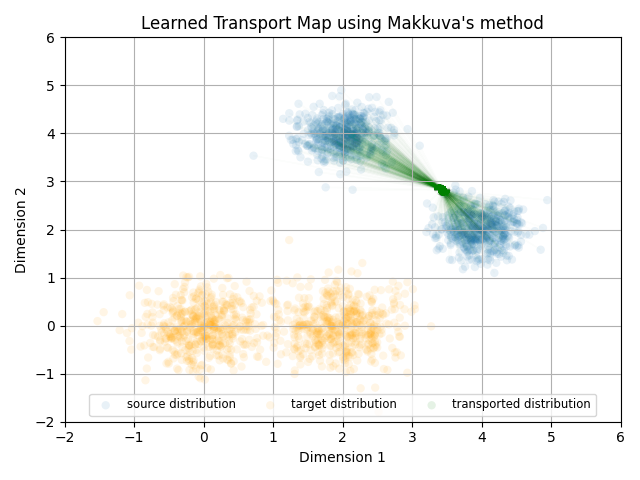 Learned Transport Map using Makkuva's method
6
5
4
3
2
1
0
−1
−2
Dimension 2
source distribution target distribution transported distribution
−2 −1 0 1 2 3 4 5 6
Dimension 1